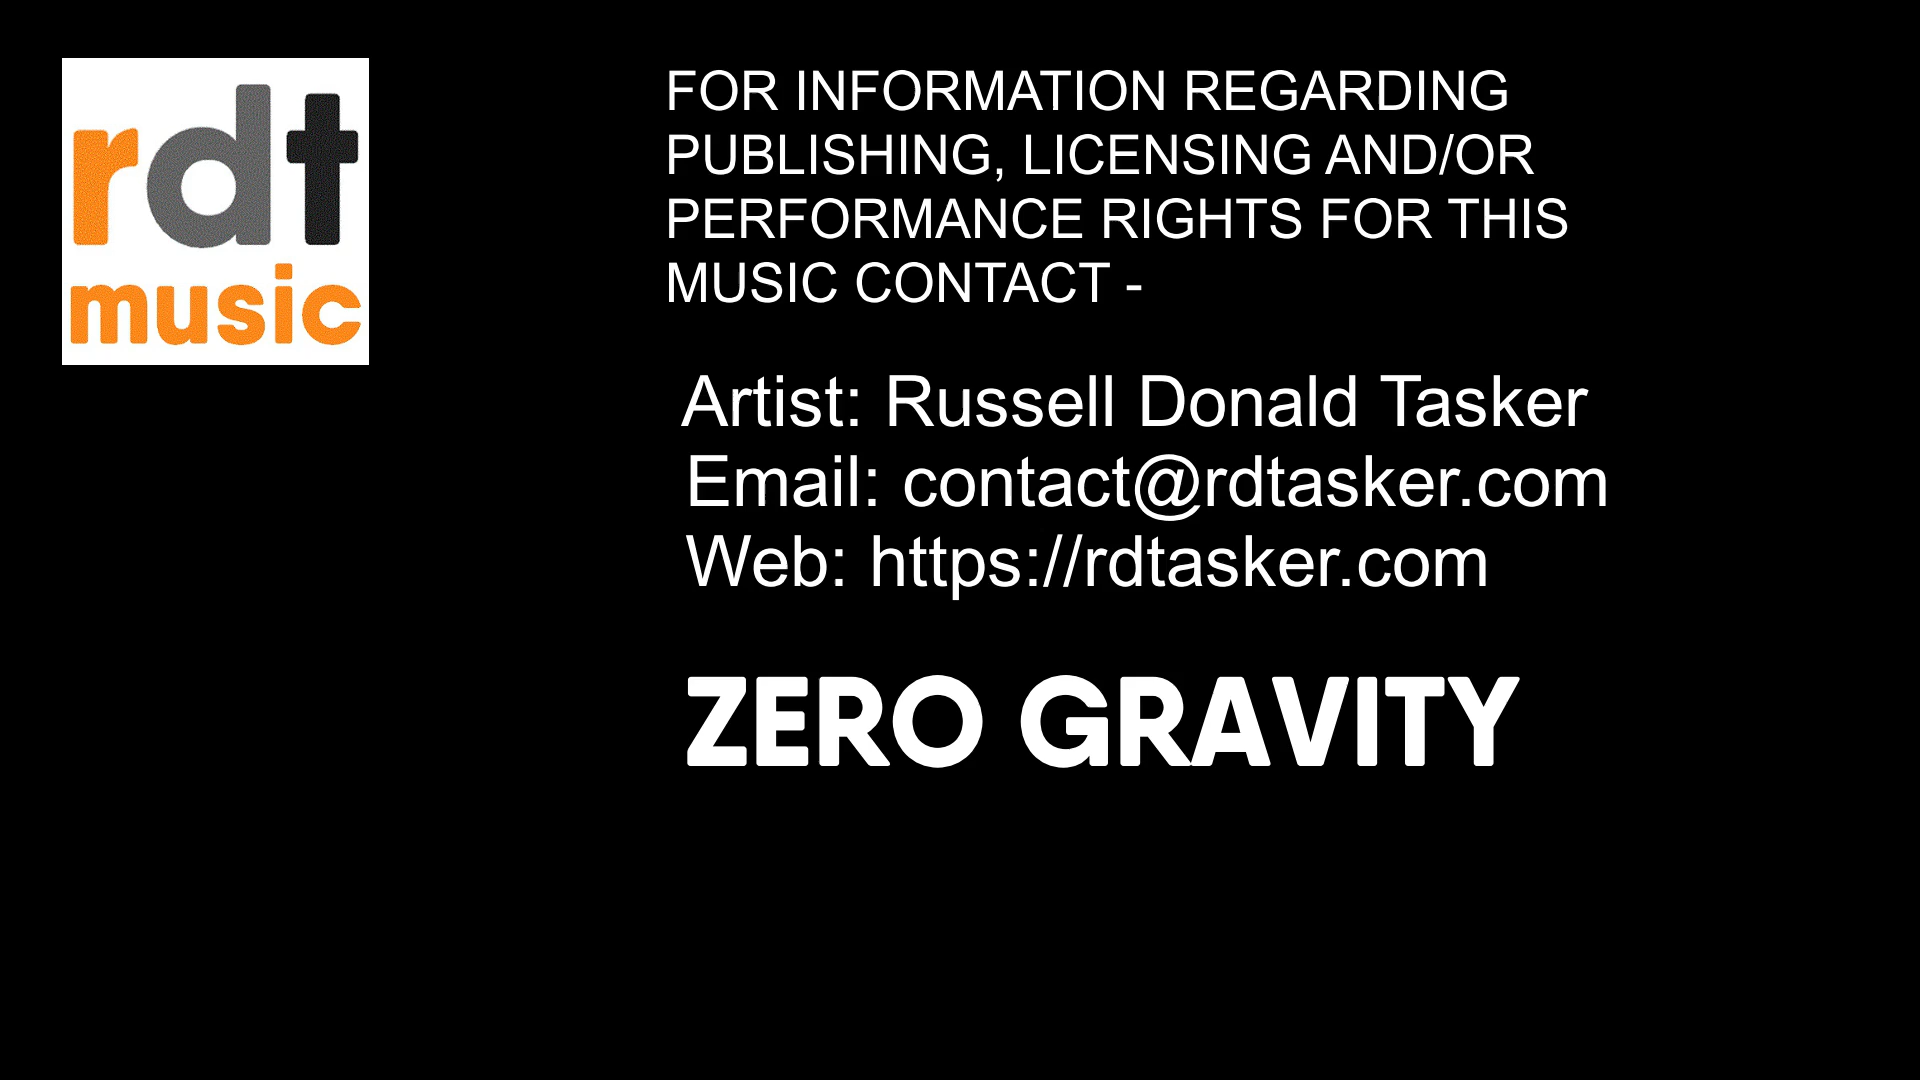 rdt
music
FOR INFORMATION REGARDING
PUBLISHING, LICENSING AND/OR
PERFORMANCE RIGHTS FOR THIS
MUSIC CONTACT -
Artist: Russell Donald Tasker
Email: contact@rdtasker.com
Web: https://rdtasker.com
ZERO GRAVITY